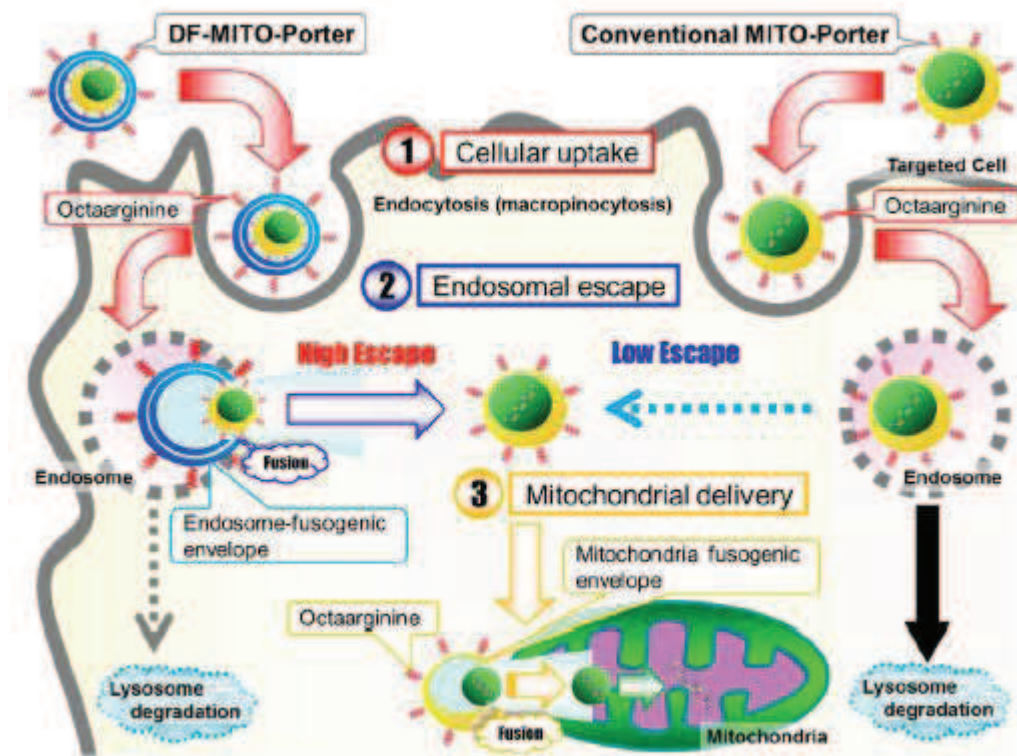 DF-MITO-Porter
Conventional MITO-Porter
1 Cellular uptake
Targeted Cell
Octaarginine
Endocytosis (macropinocytosis)
Octaarginine
2 Endosomal escape
High Escape
Low Escape
Fusion
Endosome
Endosome
3 Mitochondrial delivery
Endosome-fusogenic
envelope
Mitochondria fusogenic
envelope
Octaarginine
Lysosome
degradation
Fusion
Mitochondria
Lysosome
degradation